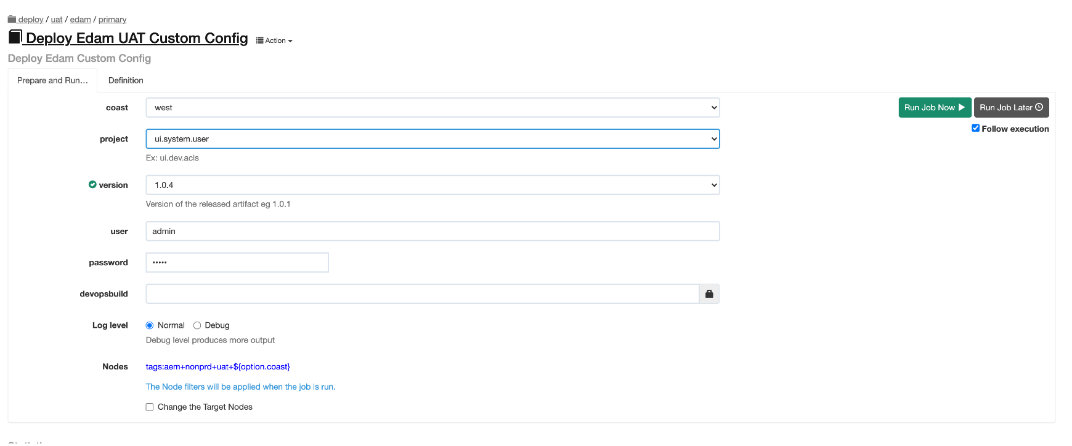 deploy / uat / edam / primary
Deploy Edam UAT Custom Config Action
Deploy Edam Custom Config
Prepare and Run… Definition
coast west Run Job Now Run Job Later
Follow execution
project ui.system.user
Ex: ui.dev.acls
version 1.0.4
Version of the released artifact eg 1.0.1
user admin
password •••••
devopsbuild
Log level Normal Debug
Debug level produces more output
Nodes tags:aem+nonprd+uat+${option.coast}
The Node filters will be applied when the job is run.
Change the Target Nodes